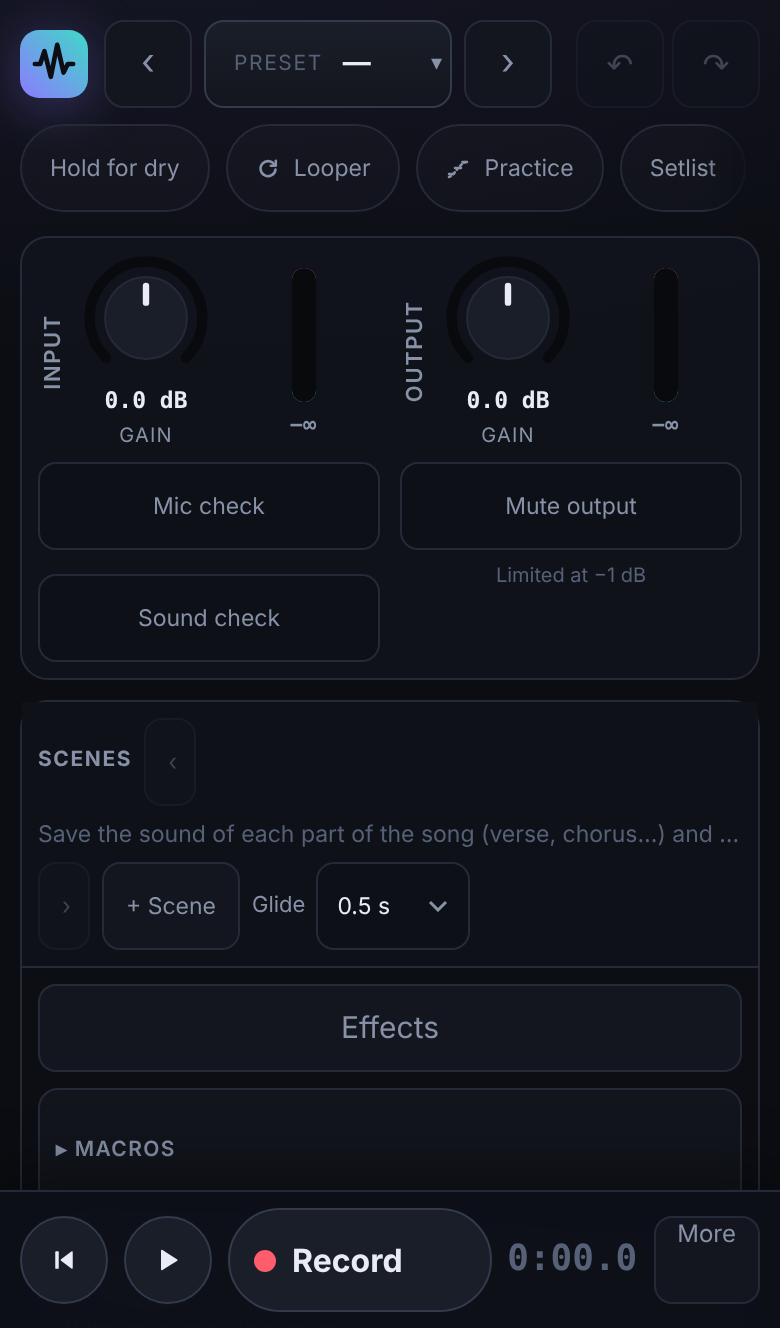 PRESET —
Hold for dry
Looper
Practice
Setlist
INPUT
0.0 dB
GAIN
−∞
OUTPUT
0.0 dB
GAIN
−∞
Mic check
Mute output
Limited at −1 dB
Sound check
SCENES ‹
Save the sound of each part of the song (verse, chorus…) and …
› + Scene Glide 0.5 s
Effects
▸ MACROS
Record
0:00.0
More